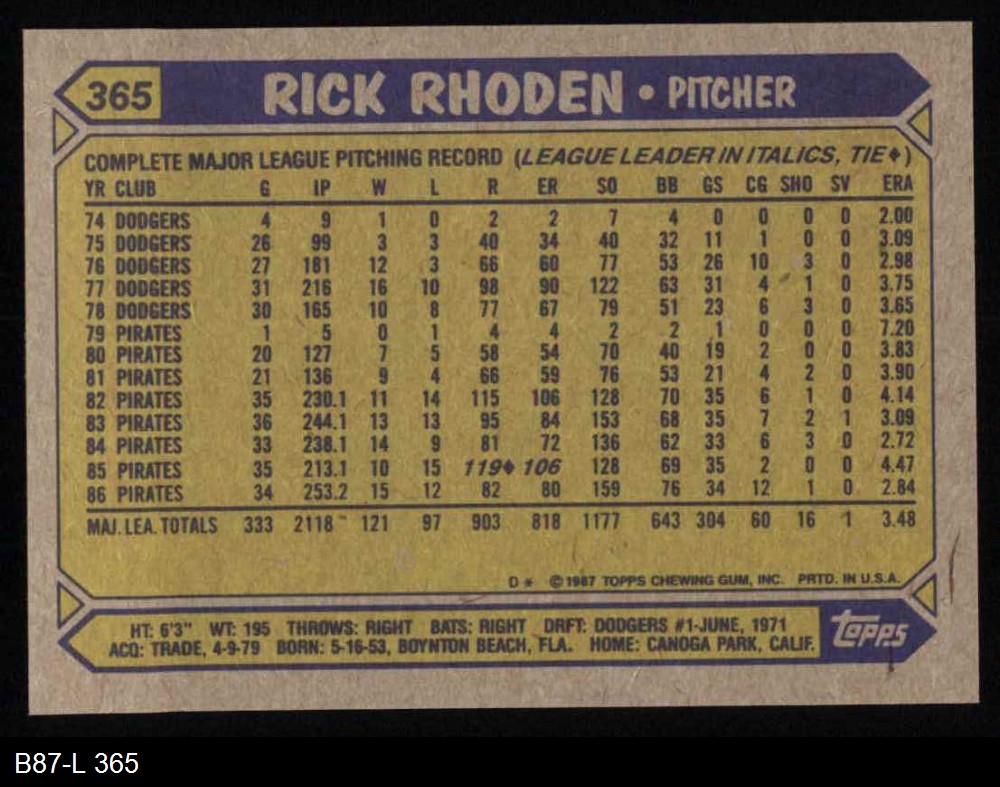 365 RICK RHODEN • PITCHER
COMPLETE MAJOR LEAGUE PITCHING RECORD (LEAGUE LEADER IN ITALICS, TIE♦)
YR CLUB G IP W L R ER SO BB GS CG SHO SV ERA
74 DODGERS 4 9 1 0 2 2 7 4 0 0 0 0 2.00
75 DODGERS 26 99 3 3 40 34 40 32 11 1 0 0 3.09
76 DODGERS 27 181 12 3 66 60 77 53 26 10 3 0 2.98
77 DODGERS 31 216 16 10 98 90 122 63 31 4 1 0 3.75
78 DODGERS 30 165 10 8 77 67 79 51 23 6 3 0 3.65
79 PIRATES 1 5 0 1 4 4 2 2 1 0 0 0 7.20
80 PIRATES 20 127 7 5 58 54 70 40 19 2 0 0 3.83
81 PIRATES 21 136 9 4 66 59 76 53 21 4 2 0 3.90
82 PIRATES 35 230.1 11 14 115 106 128 70 35 6 1 0 4.14
83 PIRATES 36 244.1 13 13 95 84 153 68 35 7 2 1 3.09
84 PIRATES 33 238.1 14 9 81 72 136 62 33 6 3 0 2.72
85 PIRATES 35 213.1 10 15 119♦ 106 128 69 35 2 0 0 4.47
86 PIRATES 34 253.2 15 12 82 80 159 76 34 12 1 0 2.84
MAJ. LEA. TOTALS 333 2118 121 97 903 818 1177 643 304 60 16 1 3.48
D* ©1987 TOPPS CHEWING GUM, INC. PRTD. IN U.S.A.
HT: 6'3" WT: 195 THROWS: RIGHT BATS: RIGHT DRFT: DODGERS #1-JUNE, 1971
ACQ: TRADE, 4-9-79 BORN: 5-16-53, BOYNTON BEACH, FLA. HOME: CANOGA PARK, CALIF.
Topps
B87-L 365